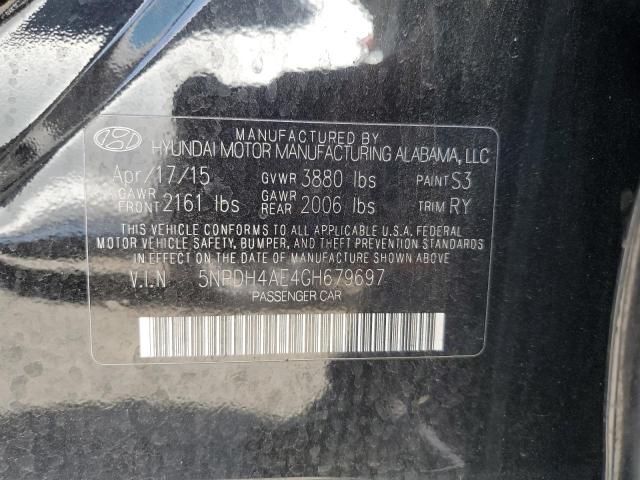 MANUFACTURED BY
HYUNDAI MOTOR MANUFACTURING ALABAMA, LLC
Apr/17/15 GVWR 3880 lbs PAINT S3
GAWR FRONT 2161 lbs GAWR REAR 2006 lbs TRIM RY
THIS VEHICLE CONFORMS TO ALL APPLICABLE U.S.A. FEDERAL
MOTOR VEHICLE SAFETY, BUMPER, AND THEFT PREVENTION STANDARDS
IN EFFECT ON THE DATE OF MANUFACTURE SHOWN ABOVE
V.I.N 5NPDH4AE4GH679697
PASSENGER CAR